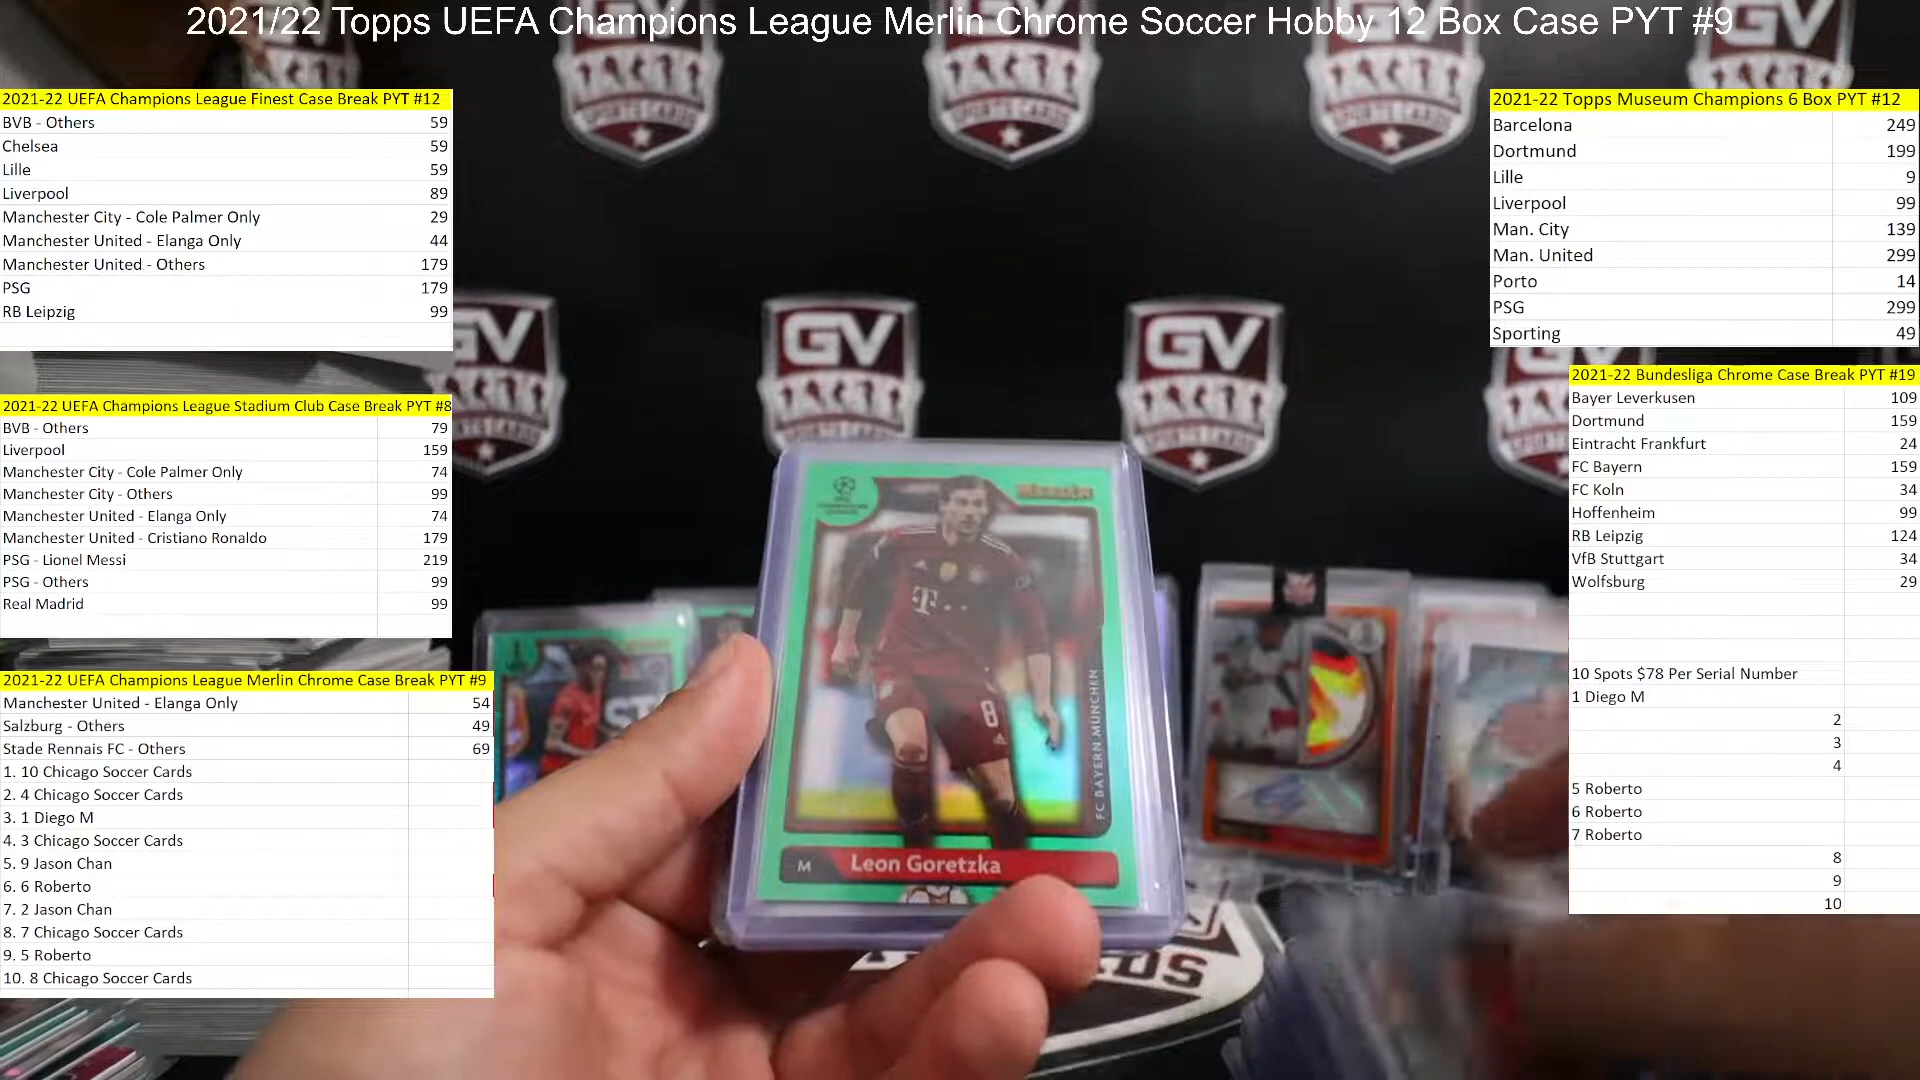 2021/22 Topps UEFA Champions League Merlin Chrome Soccer Hobby 12 Box Case PYT #9
2021-22 UEFA Champions League Finest Case Break PYT #12
BVB - Others 59
Chelsea 59
Lille 59
Liverpool 89
Manchester City - Cole Palmer Only 29
Manchester United - Elanga Only 44
Manchester United - Others 179
PSG 179
RB Leipzig 99
2021-22 UEFA Champions League Stadium Club Case Break PYT #8
BVB - Others 79
Liverpool 159
Manchester City - Cole Palmer Only 74
Manchester City - Others 99
Manchester United - Elanga Only 74
Manchester United - Cristiano Ronaldo 179
PSG - Lionel Messi 219
PSG - Others 99
Real Madrid 99
2021-22 UEFA Champions League Merlin Chrome Case Break PYT #9
Manchester United - Elanga Only 54
Salzburg - Others 49
Stade Rennais FC - Others 69
1. 10 Chicago Soccer Cards
2. 4 Chicago Soccer Cards
3. 1 Diego M
4. 3 Chicago Soccer Cards
5. 9 Jason Chan
6. 6 Roberto
7. 2 Jason Chan
8. 7 Chicago Soccer Cards
9. 5 Roberto
10. 8 Chicago Soccer Cards
2021-22 Topps Museum Champions 6 Box PYT #12
Barcelona 249
Dortmund 199
Lille 9
Liverpool 99
Man. City 139
Man. United 299
Porto 14
PSG 299
Sporting 49
2021-22 Bundesliga Chrome Case Break PYT #19
Bayer Leverkusen 109
Dortmund 159
Eintracht Frankfurt 24
FC Bayern 159
FC Koln 34
Hoffenheim 99
RB Leipzig 124
VfB Stuttgart 34
Wolfsburg 29
10 Spots $78 Per Serial Number
1 Diego M
2
3
4
5 Roberto
6 Roberto
7 Roberto
8
9
10
GV
SPORTS CARDS
GV
GV
GV
MERLIN
T
8
FC BAYERN MÜNCHEN
M Leon Goretzka